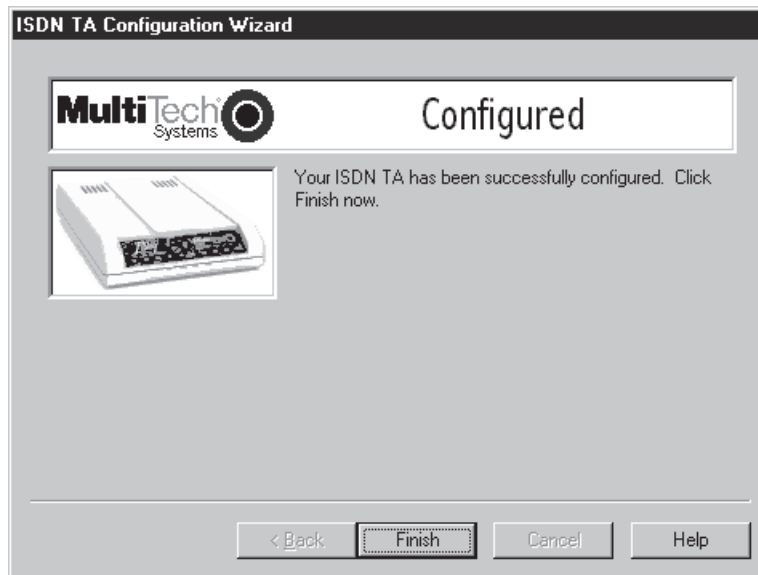 ISDN TA Configuration Wizard
MultiTech
Systems
Configured
Your ISDN TA has been successfully configured. Click
Finish now.
< Back
Finish
Cancel
Help